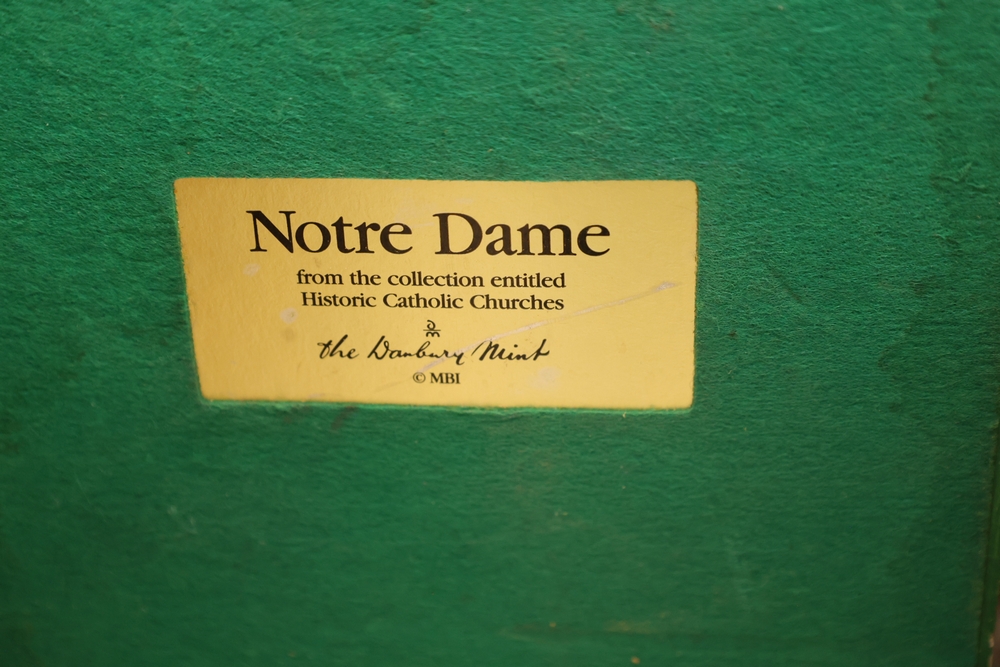 Notre Dame
from the collection entitled
Historic Catholic Churches
the Danbury Mint
© MBI